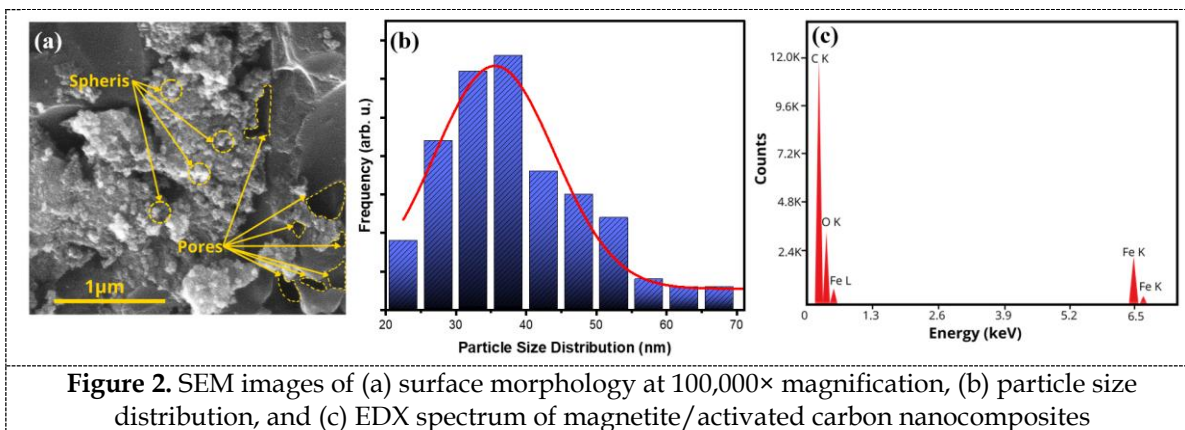 (a)
Spheris
Pores
1μm
(b)
Frequency (arb. u.)
20 30 40 50 60 70
Particle Size Distribution (nm)
(c)
12.0K
9.6K
7.2K
4.8K
2.4K
Counts
C K
O K
Fe L
Fe K
Fe K
0 1.3 2.6 3.9 5.2 6.5
Energy (keV)
Figure 2. SEM images of (a) surface morphology at 100,000× magnification, (b) particle size
distribution, and (c) EDX spectrum of magnetite/activated carbon nanocomposites